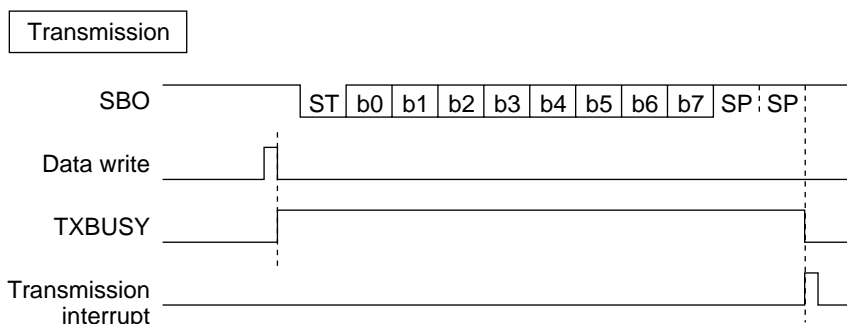 Transmission
SBO
ST b0 b1 b2 b3 b4 b5 b6 b7 SP SP
Data write
TXBUSY
Transmission
interrupt